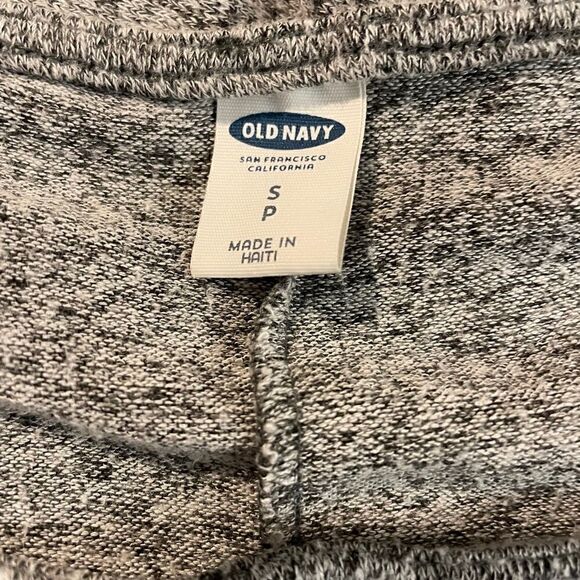 OLD NAVY
SAN FRANCISCO
CALIFORNIA
S
P
MADE IN
HAITI